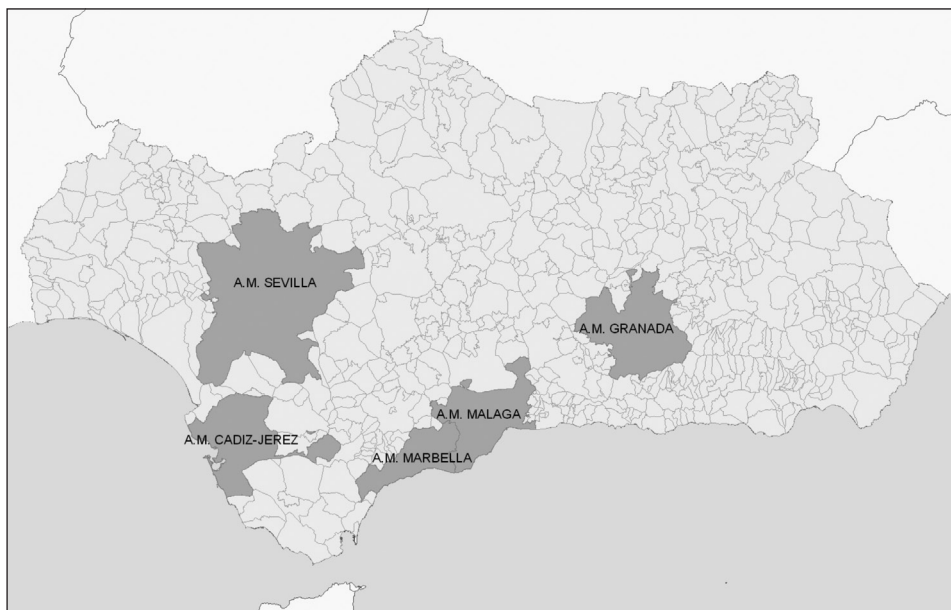 A.M. SEVILLA
A.M. GRANADA
A.M. MALAGA
A.M. CADIZ-JEREZ
A.M. MARBELLA